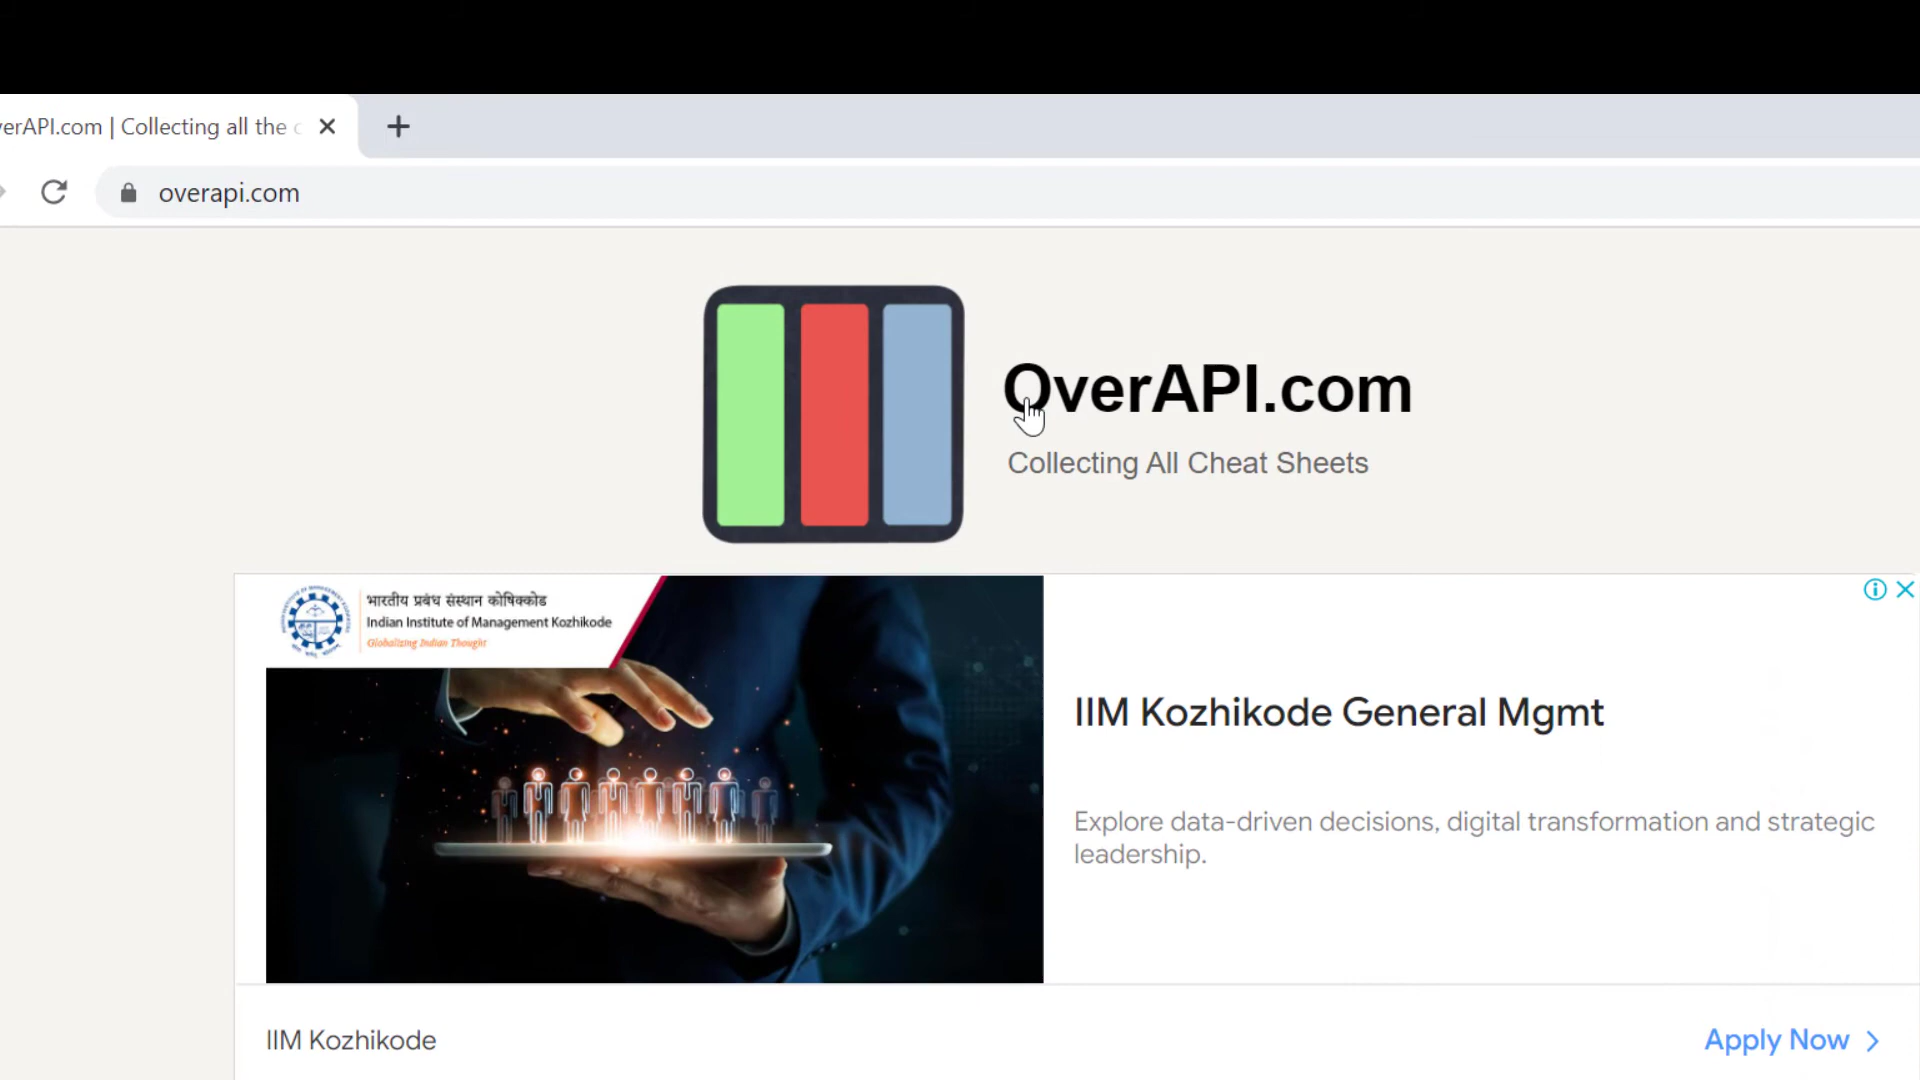 erAPI.com | Collecting all the
overapi.com
OverAPI.com
Collecting All Cheat Sheets
भारतीय प्रबंध संस्थान कोषिक्कोड
Indian Institute of Management Kozhikode
Globalizing Indian Thought
IIM Kozhikode General Mgmt
Explore data-driven decisions, digital transformation and strategic
leadership.
IIM Kozhikode
Apply Now